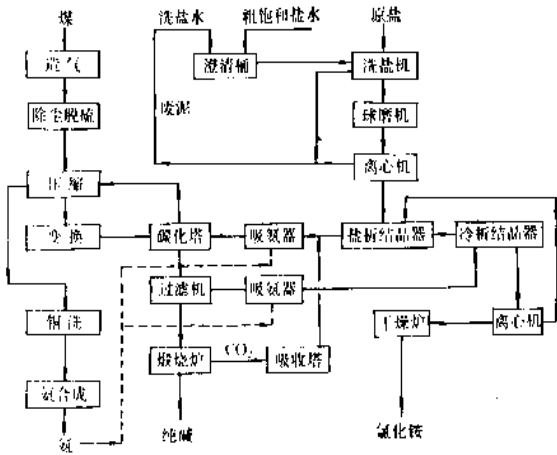 煤
洗盐水
粗饱和盐水
原盐
造气
澄清桶
洗盐机
除尘脱硫
废泥
球磨机
压缩
离心机
变换
碳化塔
吸氨器
盐析结晶器
冷析结晶器
过滤机
吸氨器
铜洗
干燥炉
离心机
煅烧炉
CO₂
吸收塔
氨合成
氨
纯碱
氯化铵